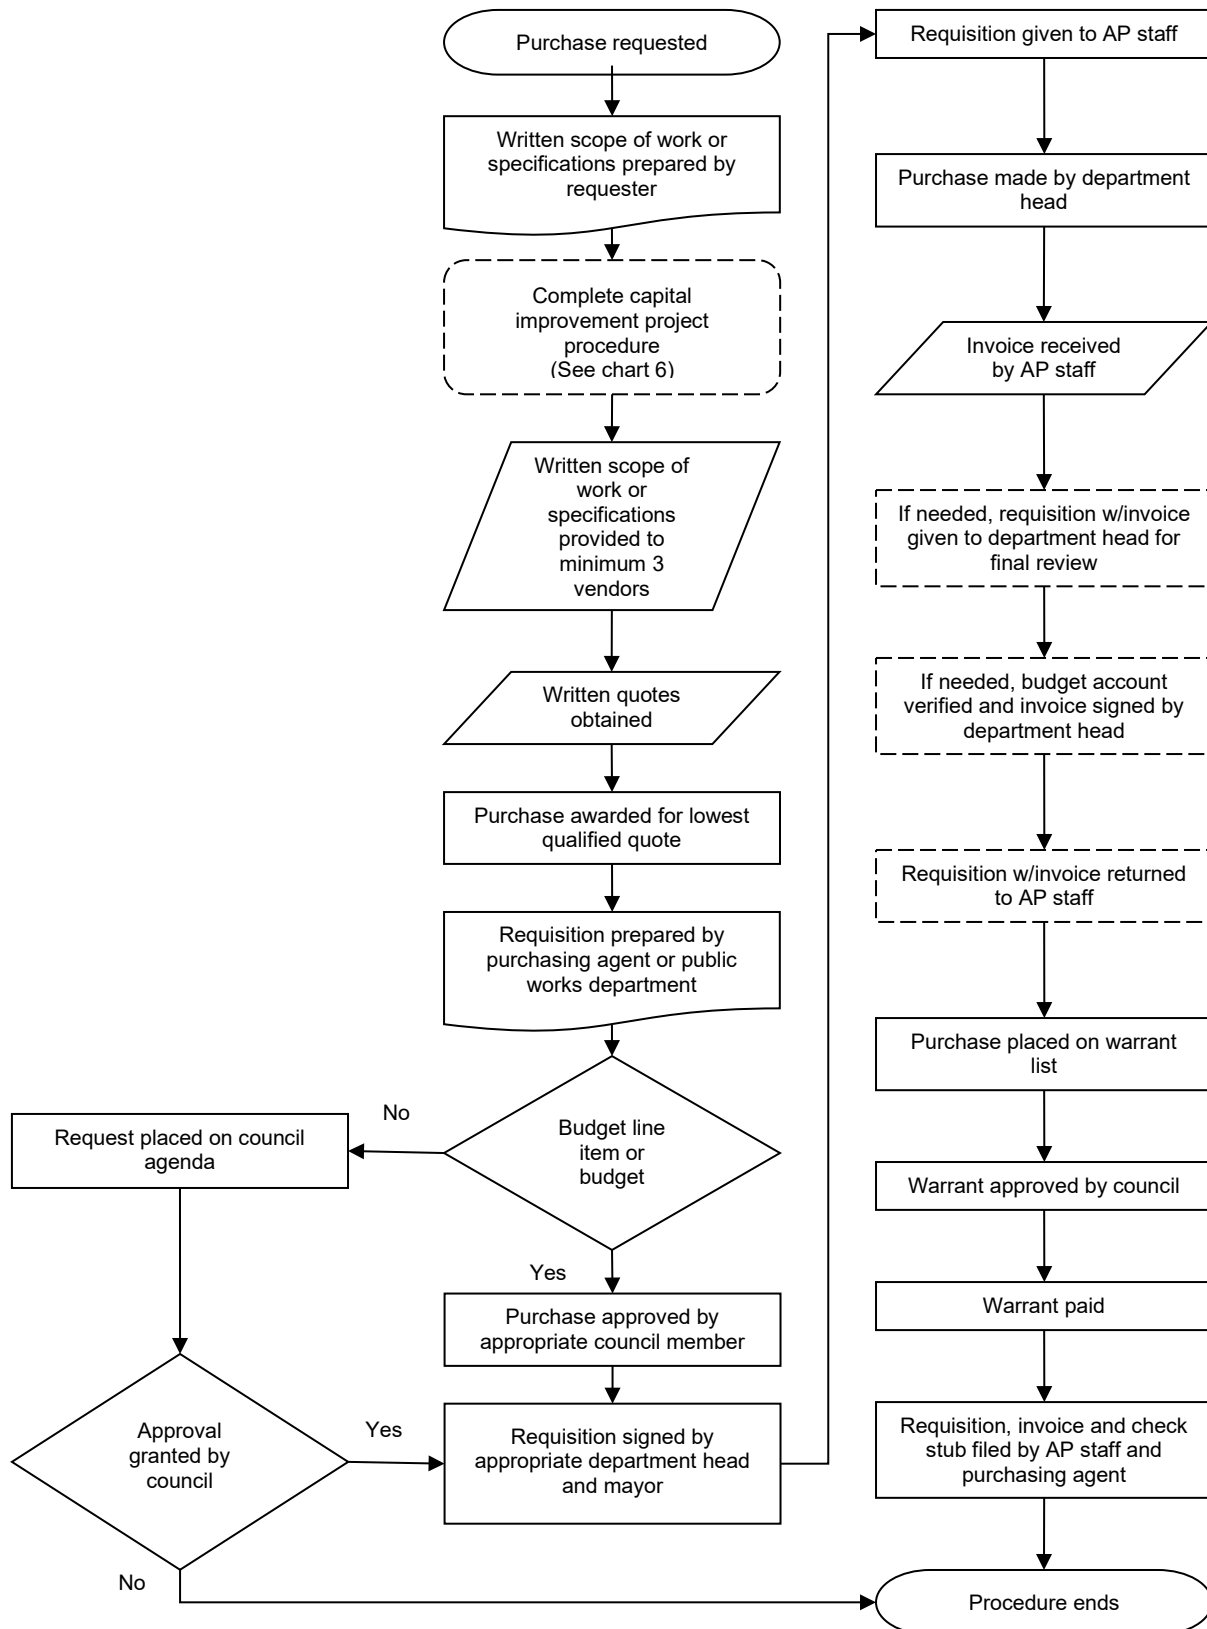 Purchase requested
Written scope of work or
specifications prepared by
requester
Complete capital
improvement project
procedure
(See chart 6)
Written scope of
work or
specifications
provided to
minimum 3
vendors
Written quotes
obtained
Purchase awarded for lowest
qualified quote
Requisition prepared by
purchasing agent or public
works department
Budget line
item or
budget
No
Request placed on council
agenda
Yes
Purchase approved by
appropriate council member
Approval
granted by
council
Yes
Requisition signed by
appropriate department head
and mayor
No
Requisition given to AP staff
Purchase made by department
head
Invoice received
by AP staff
If needed, requisition w/invoice
given to department head for
final review
If needed, budget account
verified and invoice signed by
department head
Requisition w/invoice returned
to AP staff
Purchase placed on warrant
list
Warrant approved by council
Warrant paid
Requisition, invoice and check
stub filed by AP staff and
purchasing agent
Procedure ends